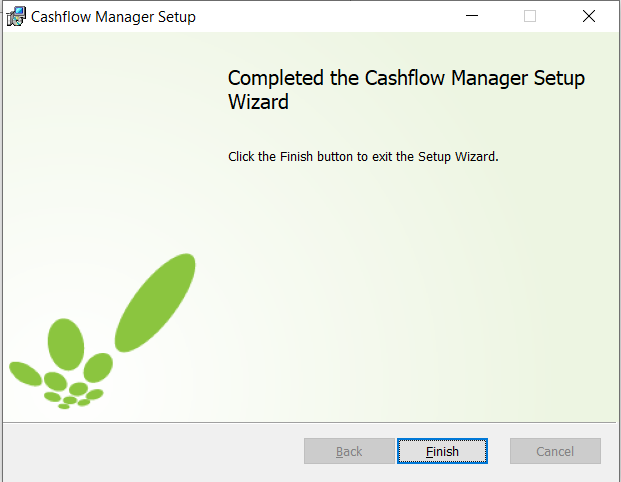 Cashflow Manager Setup
Completed the Cashflow Manager Setup
Wizard
Click the Finish button to exit the Setup Wizard.
Back
Finish
Cancel